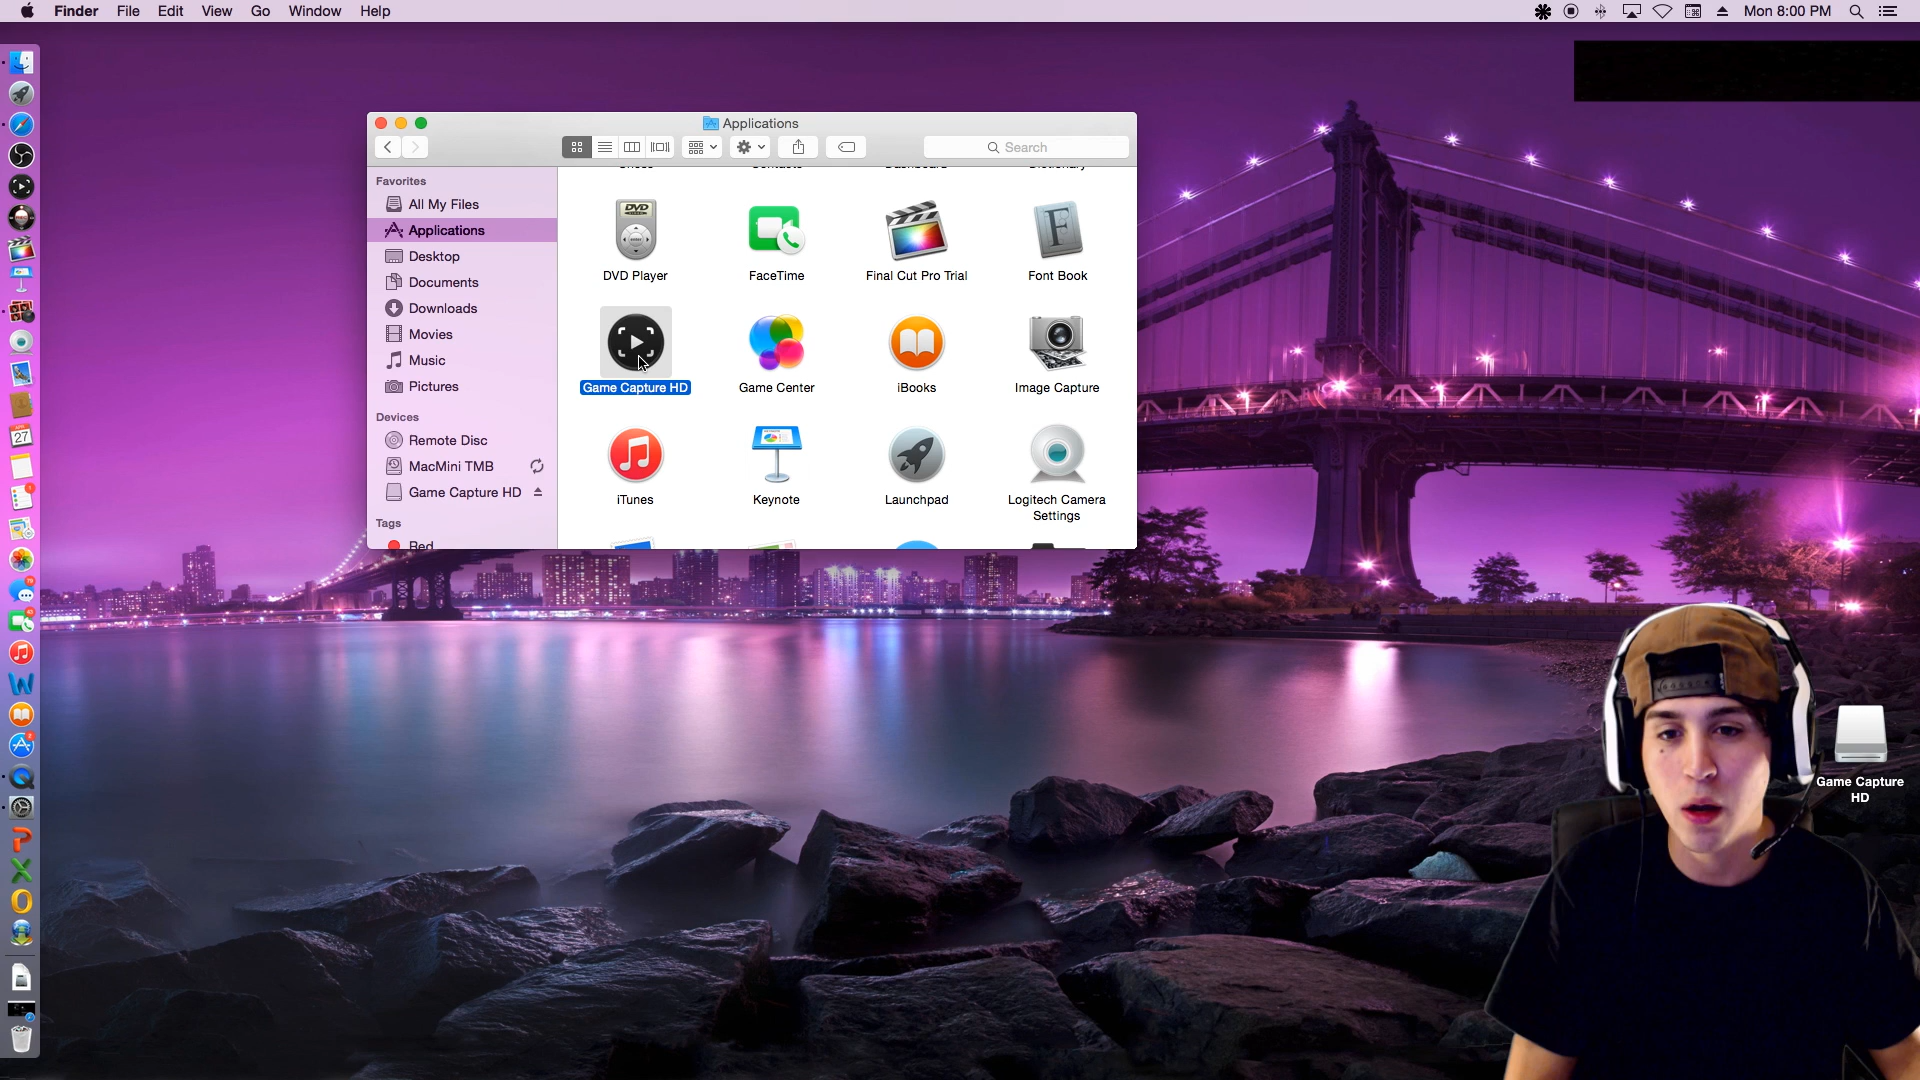 Finder File Edit View Go Window Help
Mon 8:00 PM
Applications
Search
Favorites
All My Files
Applications
Desktop
Documents
Downloads
Movies
Music
Pictures
Devices
Remote Disc
MacMini TMB
Game Capture HD
Tags
Red
DVD Player
FaceTime
Final Cut Pro Trial
Font Book
Game Capture HD
Game Center
iBooks
Image Capture
iTunes
Keynote
Launchpad
Logitech Camera
Settings
Game Capture
HD
DVD
APR
27